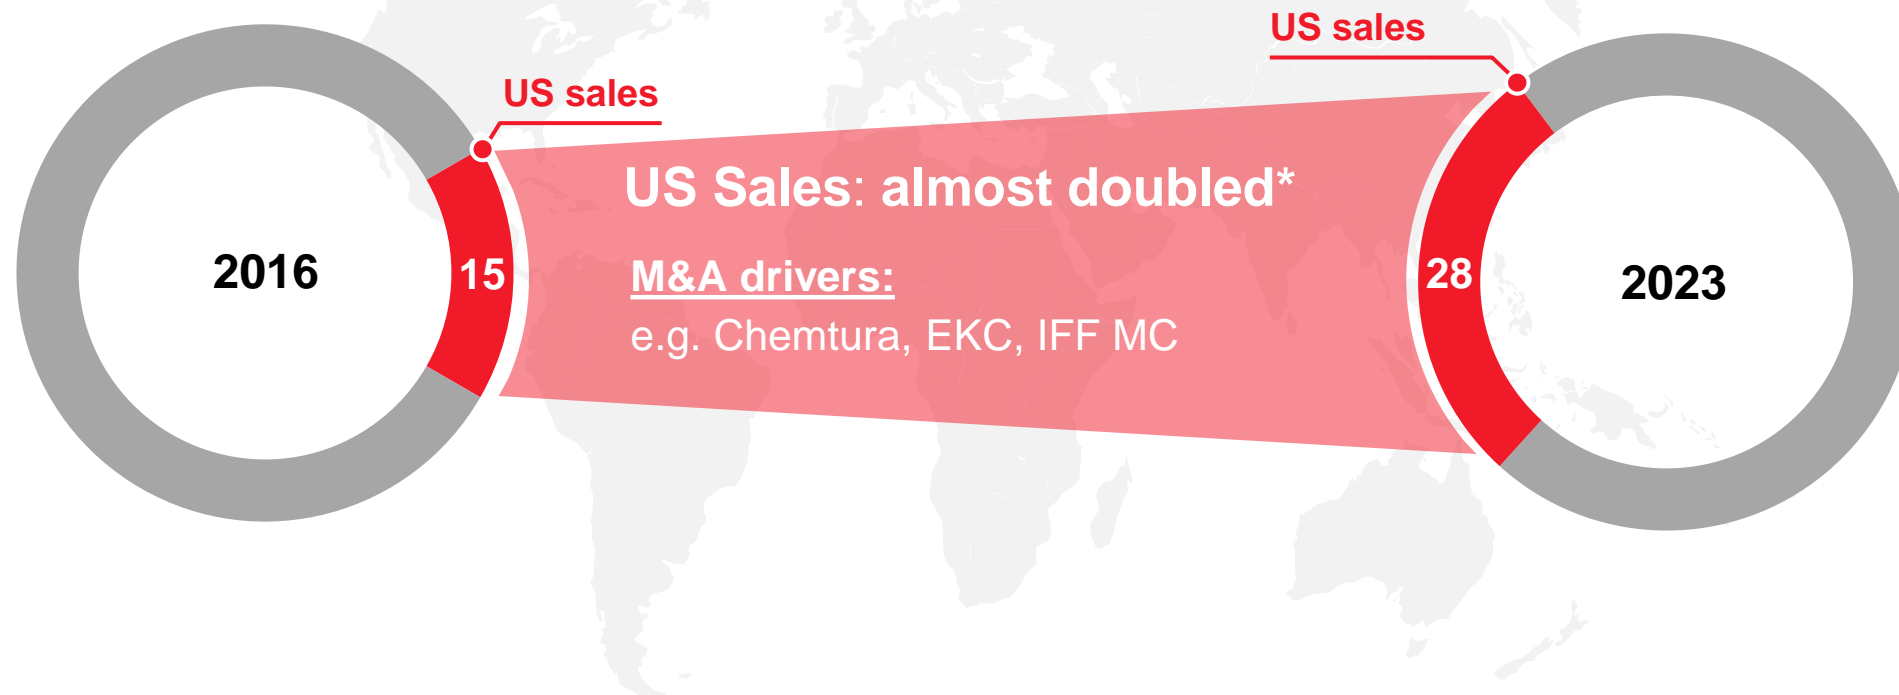 US sales
US sales
2016
15
US Sales: almost doubled*
M&A drivers:
e.g. Chemtura, EKC, IFF MC
28
2023